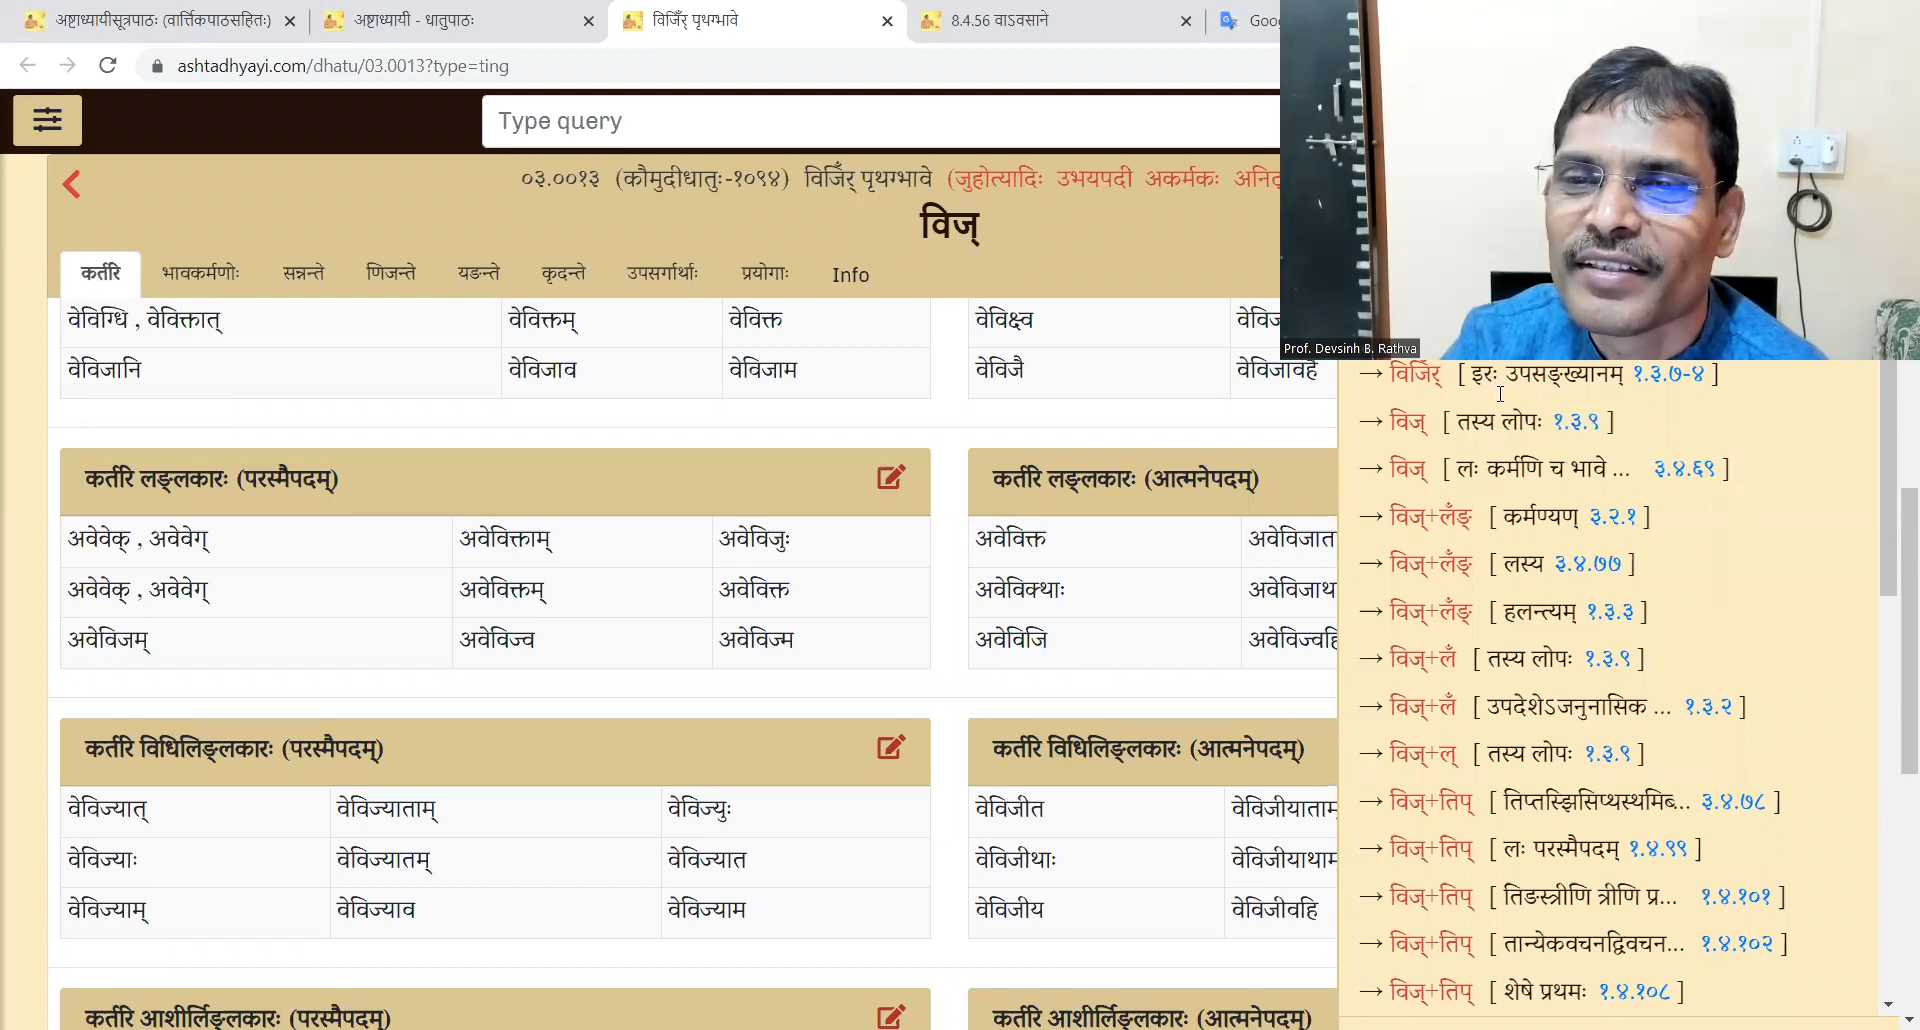 अष्टाध्यायीसूत्रपाठः (वार्त्तिकपाठसहितः)
अष्टाध्यायी - धातुपाठः
विजिँर् पृथग्भावे
8.4.56 वाऽवसाने
Goo
ashtadhyayi.com/dhatu/03.0013?type=ting
Type query
०३.००१३ (कौमुदीधातुः-१०९४) विजिँर् पृथग्भावे (जुहोत्यादिः उभयपदी अकर्मकः अनिट्
विज्
कर्तरि भावकर्मणोः सन्नन्ते णिजन्ते यङन्ते कृदन्ते उपसर्गार्थाः प्रयोगाः Info
वेविग्धि , वेविक्तात् वेविक्तम् वेविक्त
वेविजानि वेविजाव वेविजाम
वेविक्ष्व
वेविजै वेविजावहै
कर्तरि लङ्लकारः (परस्मैपदम्)
अवेवेक् , अवेवेग् अवेविक्ताम् अवेविजुः
अवेवेक् , अवेवेग् अवेविक्तम् अवेविक्त
अवेविजम् अवेविज्व अवेविज्म
कर्तरि लङ्लकारः (आत्मनेपदम्)
अवेविक्त अवेविजाता
अवेविक्थाः अवेविजाथा
अवेविजि अवेविज्वहि
कर्तरि विधिलिङ्लकारः (परस्मैपदम्)
वेविज्यात् वेविज्याताम् वेविज्युः
वेविज्याः वेविज्यातम् वेविज्यात
वेविज्याम् वेविज्याव वेविज्याम
कर्तरि विधिलिङ्लकारः (आत्मनेपदम्)
वेविजीत वेविजीयाताम्
वेविजीथाः वेविजीयाथाम्
वेविजीय वेविजीवहि
कर्तरि आशीर्लिङ्लकारः (परस्मैपदम्)
कर्तरि आशीर्लिङ्लकारः (आत्मनेपदम्)
Prof. Devsinh B. Rathva
→ विजिँर् [ इरः उपसङ्ख्यानम् १.३.७-४ ]
→ विज् [ तस्य लोपः १.३.९ ]
→ विज् [ लः कर्मणि च भावे ... ३.४.६९ ]
→ विज्+लँङ् [ कर्मण्यण् ३.२.१ ]
→ विज्+लँङ् [ लस्य ३.४.७७ ]
→ विज्+लँङ् [ हलन्त्यम् १.३.३ ]
→ विज्+लँ [ तस्य लोपः १.३.९ ]
→ विज्+लँ [ उपदेशेऽजनुनासिक ... १.३.२ ]
→ विज्+ल् [ तस्य लोपः १.३.९ ]
→ विज्+तिप् [ तिप्तस्झिसिप्थस्थमिब्... ३.४.७८ ]
→ विज्+तिप् [ लः परस्मैपदम् १.४.९९ ]
→ विज्+तिप् [ तिङस्त्रीणि त्रीणि प्र... १.४.१०१ ]
→ विज्+तिप् [ तान्येकवचनद्विवचन... १.४.१०२ ]
→ विज्+तिप् [ शेषे प्रथमः १.४.१०८ ]